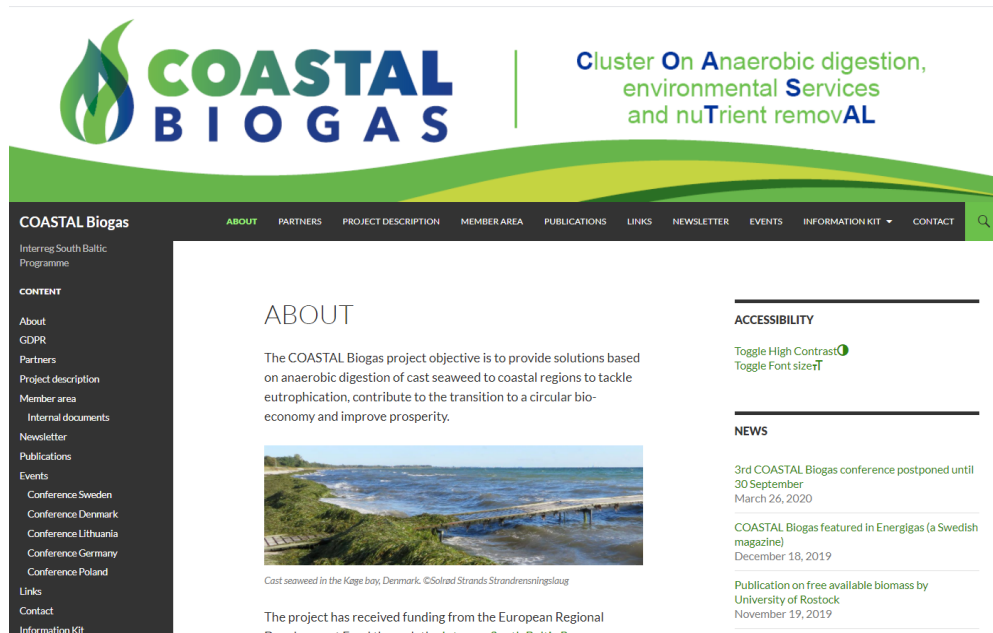 COASTAL
BIOGAS
Cluster On Anaerobic digestion,
environmental Services
and nuTrient removAL
COASTAL Biogas
ABOUT PARTNERS PROJECT DESCRIPTION MEMBER AREA PUBLICATIONS LINKS NEWSLETTER EVENTS INFORMATION KIT CONTACT
Interreg South Baltic
Programme
CONTENT
About
GDPR
Partners
Project description
Member area
Internal documents
Newsletter
Publications
Events
Conference Sweden
Conference Denmark
Conference Lithuania
Conference Germany
Conference Poland
Links
Contact
Information Kit
ABOUT
The COASTAL Biogas project objective is to provide solutions based
on anaerobic digestion of cast seaweed to coastal regions to tackle
eutrophication, contribute to the transition to a circular bio-
economy and improve prosperity.
Cast seaweed in the Køge bay, Denmark. ©Solrød Strands Strandrensningslaug
The project has received funding from the European Regional
ACCESSIBILITY
Toggle High Contrast
Toggle Font size
NEWS
3rd COASTAL Biogas conference postponed until
30 September
March 26, 2020
COASTAL Biogas featured in Energigas (a Swedish
magazine)
December 18, 2019
Publication on free available biomass by
University of Rostock
November 19, 2019